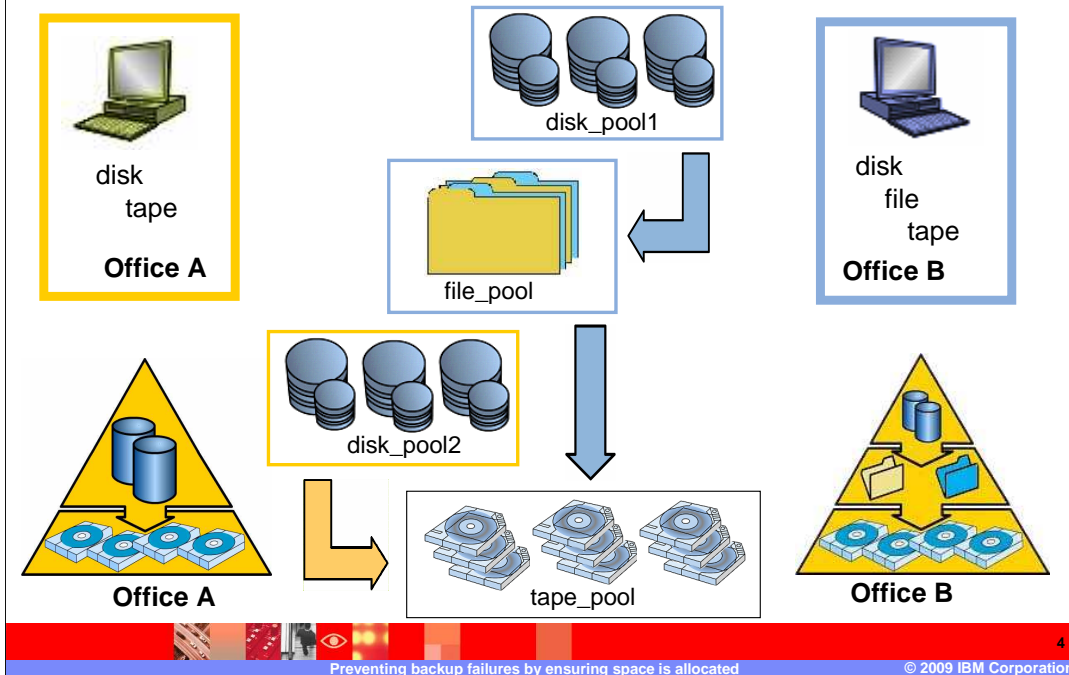 disk
tape
Office A
disk_pool1
disk
file
tape
Office B
file_pool
disk_pool2
tape_pool
Office A
Office B
4
Preventing backup failures by ensuring space is allocated
© 2009 IBM Corporation